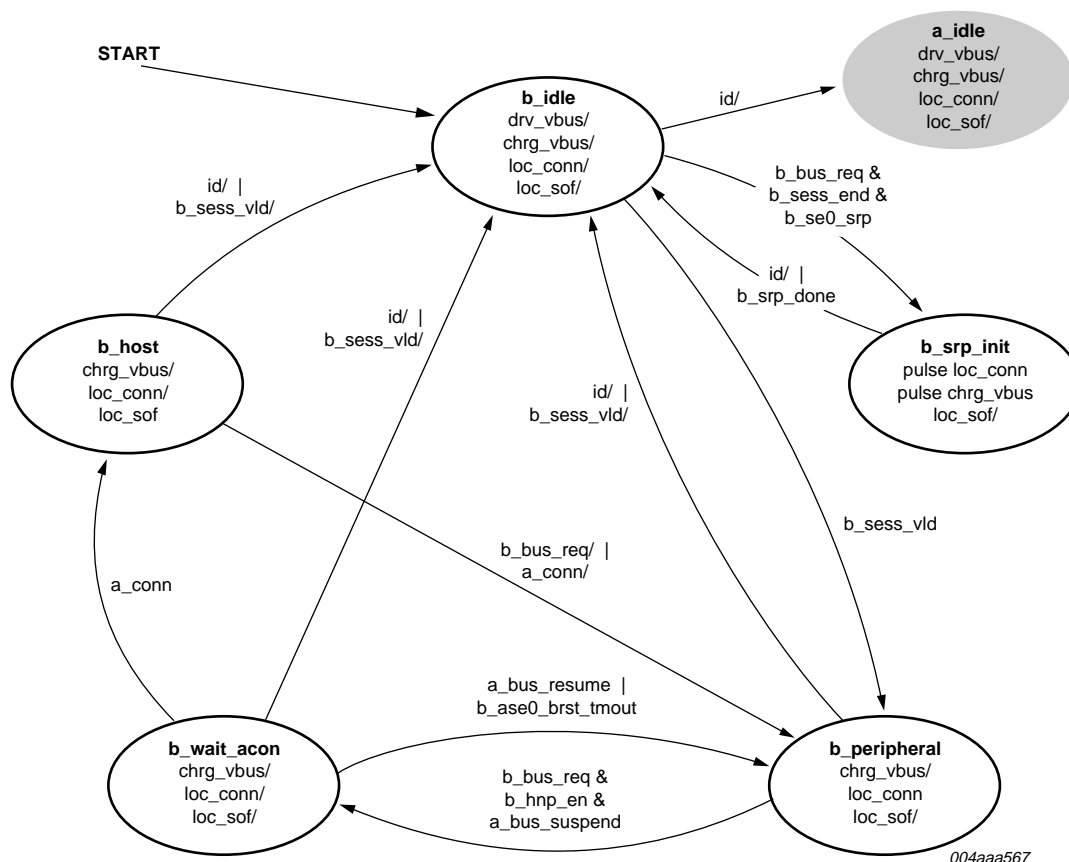 START
a_idle
drv_vbus/
chrg_vbus/
loc_conn/
loc_sof/
b_idle
drv_vbus/
chrg_vbus/
loc_conn/
loc_sof/
id/
b_bus_req &
b_sess_end &
b_se0_srp
id/ |
b_sess_vld/
id/ |
b_srp_done
id/ |
b_sess_vld/
b_host
chrg_vbus/
loc_conn/
loc_sof
b_srp_init
pulse loc_conn
pulse chrg_vbus
loc_sof/
id/ |
b_sess_vld/
b_sess_vld
b_bus_req/ |
a_conn/
a_conn
a_bus_resume |
b_ase0_brst_tmout
b_wait_acon
chrg_vbus/
loc_conn/
loc_sof/
b_bus_req &
b_hnp_en &
a_bus_suspend
b_peripheral
chrg_vbus/
loc_conn
loc_sof/
004aaa567